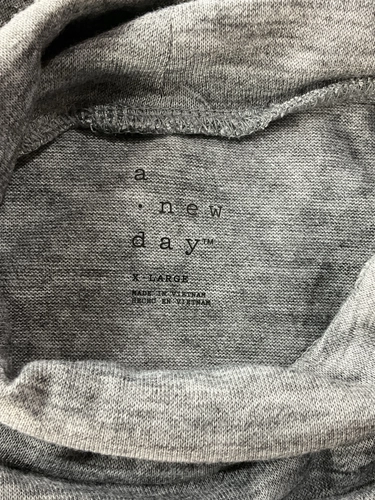 a
· new
day™
X LARGE
MADE IN VIETNAM
HECHO EN VIETNAM